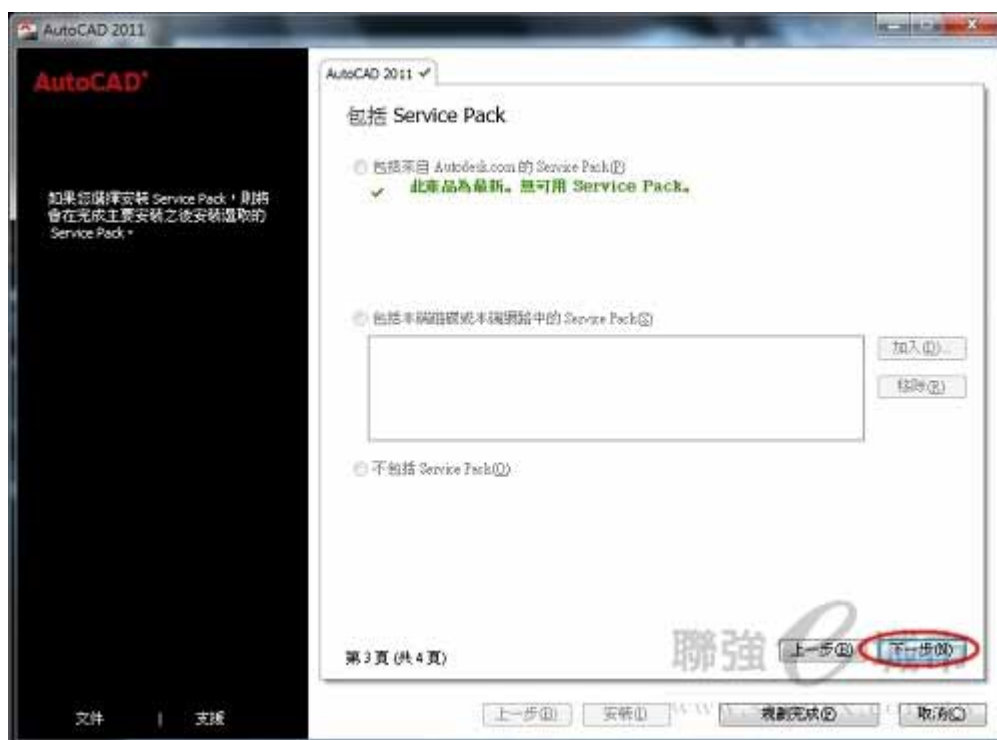 AutoCAD 2011
AutoCAD
如果您選擇安裝 Service Pack，則將
會在完成主要安裝之後安裝選取的
Service Pack。
AutoCAD 2011
包括 Service Pack
包括來自 Autodesk.com 的 Service Pack(P)
此產品為最新。無可用 Service Pack。
包括本端磁碟或本端網路中的 Service Pack(S)
加入(D)...
移除(R)
不包括 Service Pack(O)
聯強e
第 3 頁 (共 4 頁)
上一步(B)
下一步(N)
文件 | 支援
上一步(B)
安裝(I)
規劃完成(F)
取消(C)